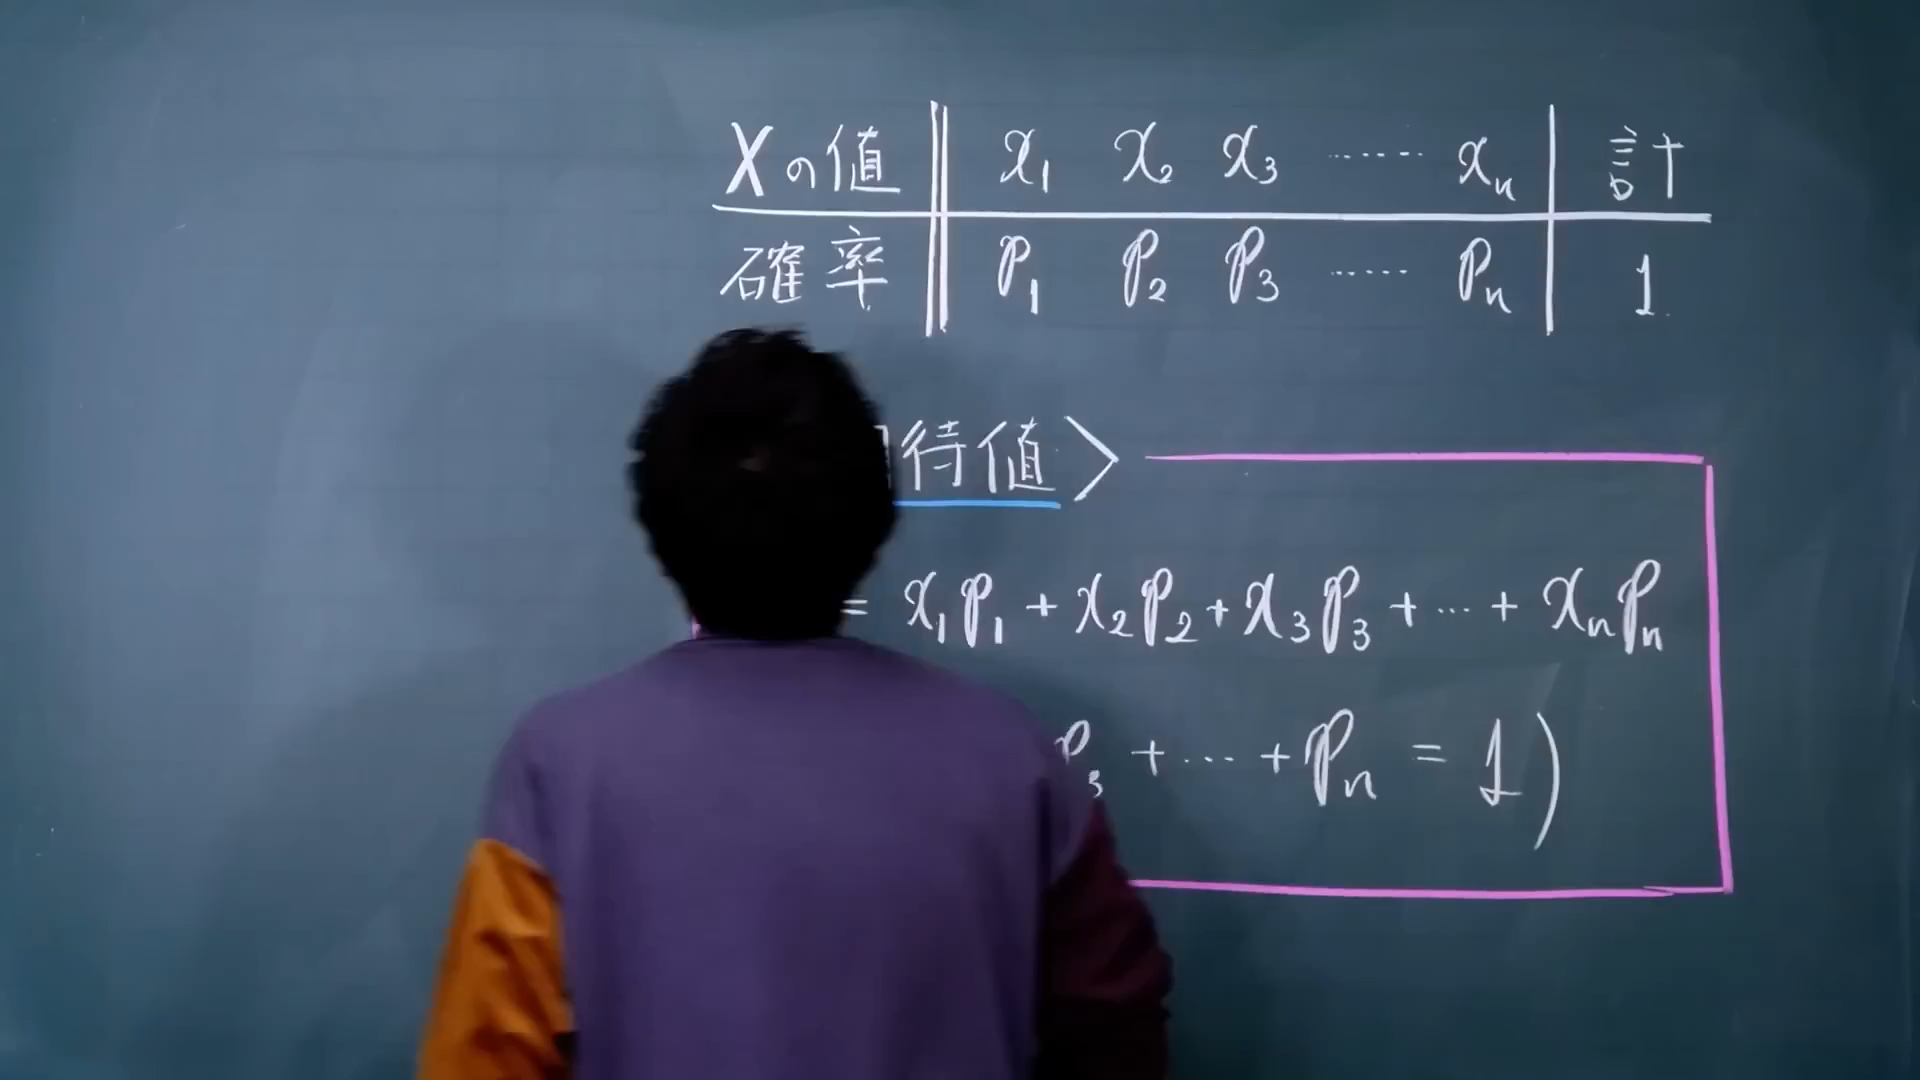 Xの値 x₁ x₂ x₃ ...... xₙ 計
確率 p₁ p₂ p₃ ...... pₙ 1
待値〉
= x₁p₁ + x₂p₂ + x₃p₃ + ... + xₙpₙ
p₃ + ... + pₙ = 1)